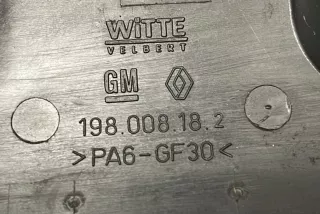 WiTTE
VELBERT
GM
198.008.18.2
>PA6-GF30<